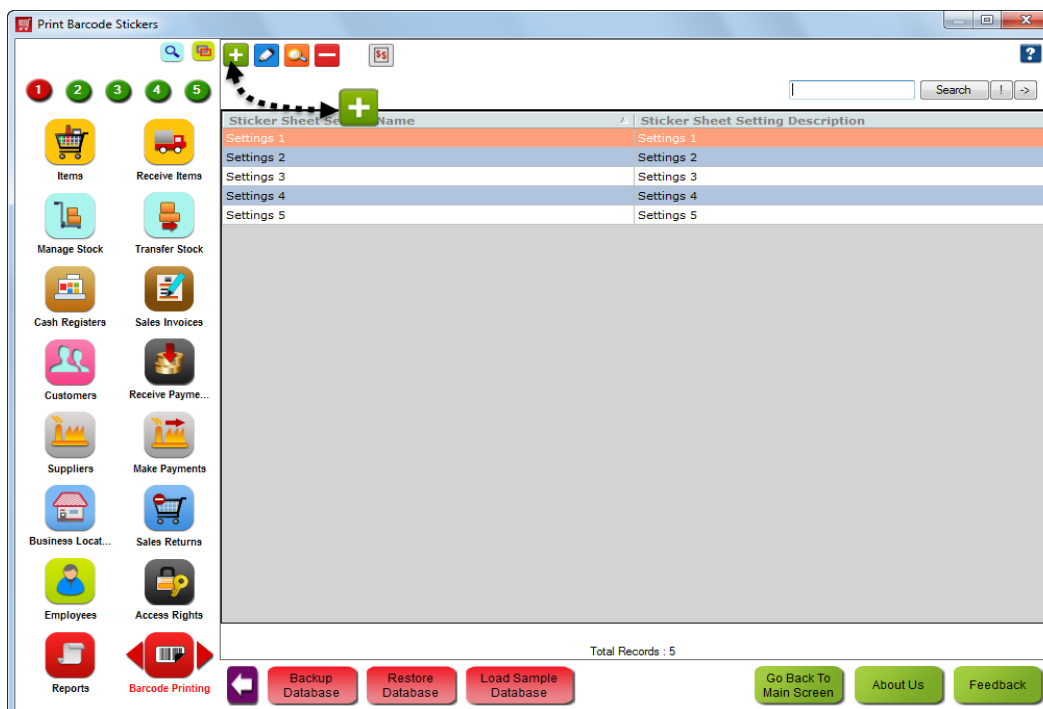 Print Barcode Stickers
$$
?
1 2 3 4 5
Search ! ->
Sticker Sheet Se Name Sticker Sheet Setting Description
Settings 1 Settings 1
Settings 2 Settings 2
Settings 3 Settings 3
Settings 4 Settings 4
Settings 5 Settings 5
Items Receive Items
Manage Stock Transfer Stock
Cash Registers Sales Invoices
Customers Receive Payme...
Suppliers Make Payments
Business Locat... Sales Returns
Employees Access Rights
Reports Barcode Printing
Total Records : 5
Backup
Database
Restore
Database
Load Sample
Database
Go Back To
Main Screen
About Us
Feedback